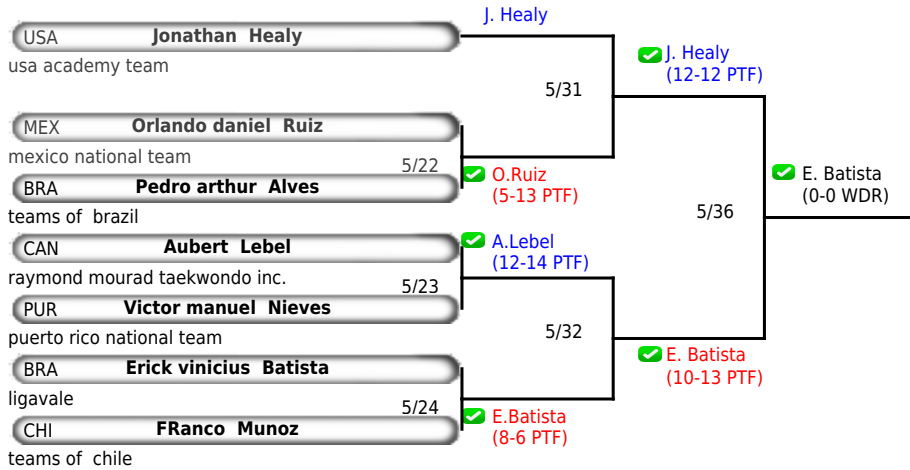 J. Healy
USA Jonathan Healy
usa academy team
J. Healy
(12-12 PTF)
5/31
MEX Orlando daniel Ruiz
mexico national team
5/22
O.Ruiz
(5-13 PTF)
BRA Pedro arthur Alves
teams of brazil
E. Batista
(0-0 WDR)
5/36
CAN Aubert Lebel
A.Lebel
(12-14 PTF)
raymond mourad taekwondo inc.
5/23
PUR Victor manuel Nieves
puerto rico national team
5/32
E. Batista
(10-13 PTF)
BRA Erick vinicius Batista
ligavale
5/24
E.Batista
(8-6 PTF)
CHI FRanco Munoz
teams of chile